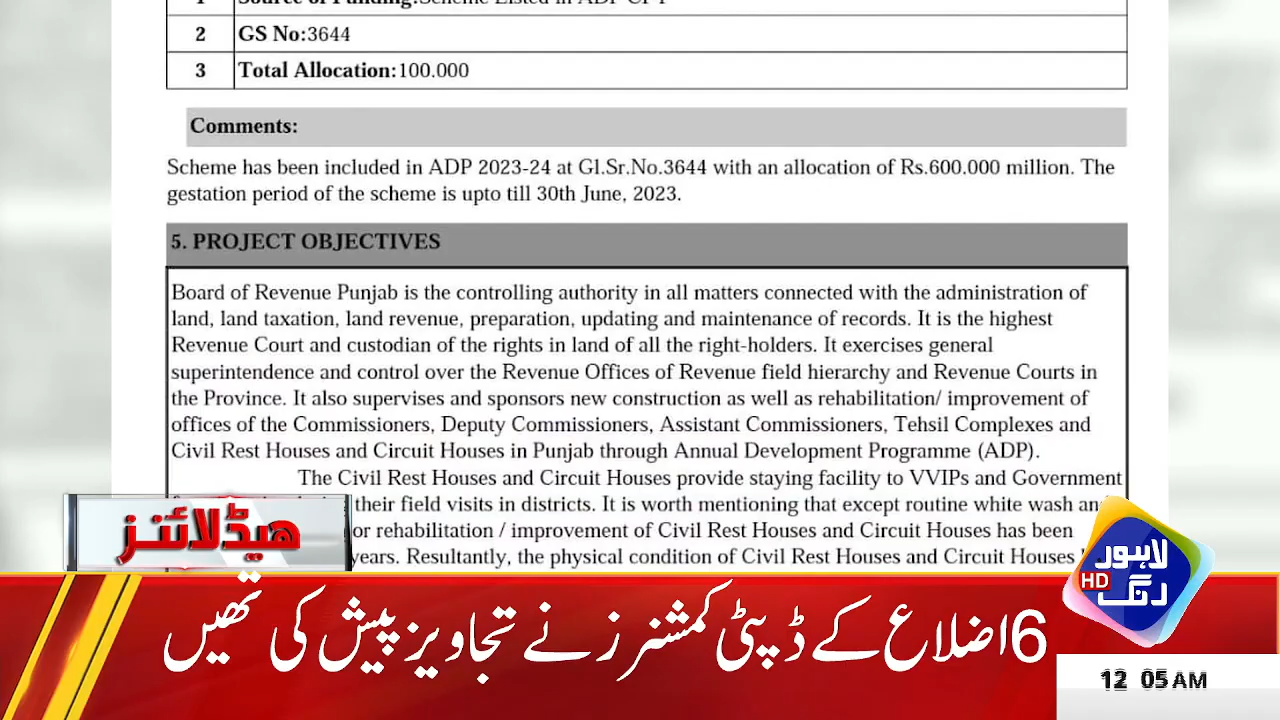 1 Source of Funding:Scheme Listed in ADP CFY
2 GS No:3644
3 Total Allocation:100.000
Comments:
Scheme has been included in ADP 2023-24 at Gl.Sr.No.3644 with an allocation of Rs.600.000 million. The
gestation period of the scheme is upto till 30th June, 2023.
5. PROJECT OBJECTIVES
Board of Revenue Punjab is the controlling authority in all matters connected with the administration of
land, land taxation, land revenue, preparation, updating and maintenance of records. It is the highest
Revenue Court and custodian of the rights in land of all the right-holders. It exercises general
superintendence and control over the Revenue Offices of Revenue field hierarchy and Revenue Courts in
the Province. It also supervises and sponsors new construction as well as rehabilitation/ improvement of
offices of the Commissioners, Deputy Commissioners, Assistant Commissioners, Tehsil Complexes and
Civil Rest Houses and Circuit Houses in Punjab through Annual Development Programme (ADP).
The Civil Rest Houses and Circuit Houses provide staying facility to VVIPs and Government
their field visits in districts. It is worth mentioning that except routine white wash
or rehabilitation / improvement of Civil Rest Houses and Circuit Houses has been
years. Resultantly, the physical condition of Civil Rest Houses and Circuit Houses
ہیڈلائنز
لاہور
رنگ HD
6 اضلاع کے ڈپٹی کمشنرز نے تجاویز پیش کی تھیں
12 05 AM